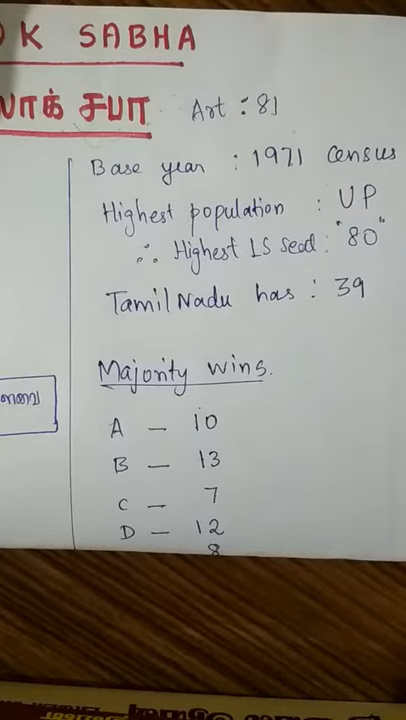 K SABHA
லோக் சபா Art : 81
Base year : 1971 Census
Highest population : UP
∴ Highest LS seat : "80"
Tamil Nadu has : 39
Majority wins.
A — 10
B — 13
C — 7
D — 12
8